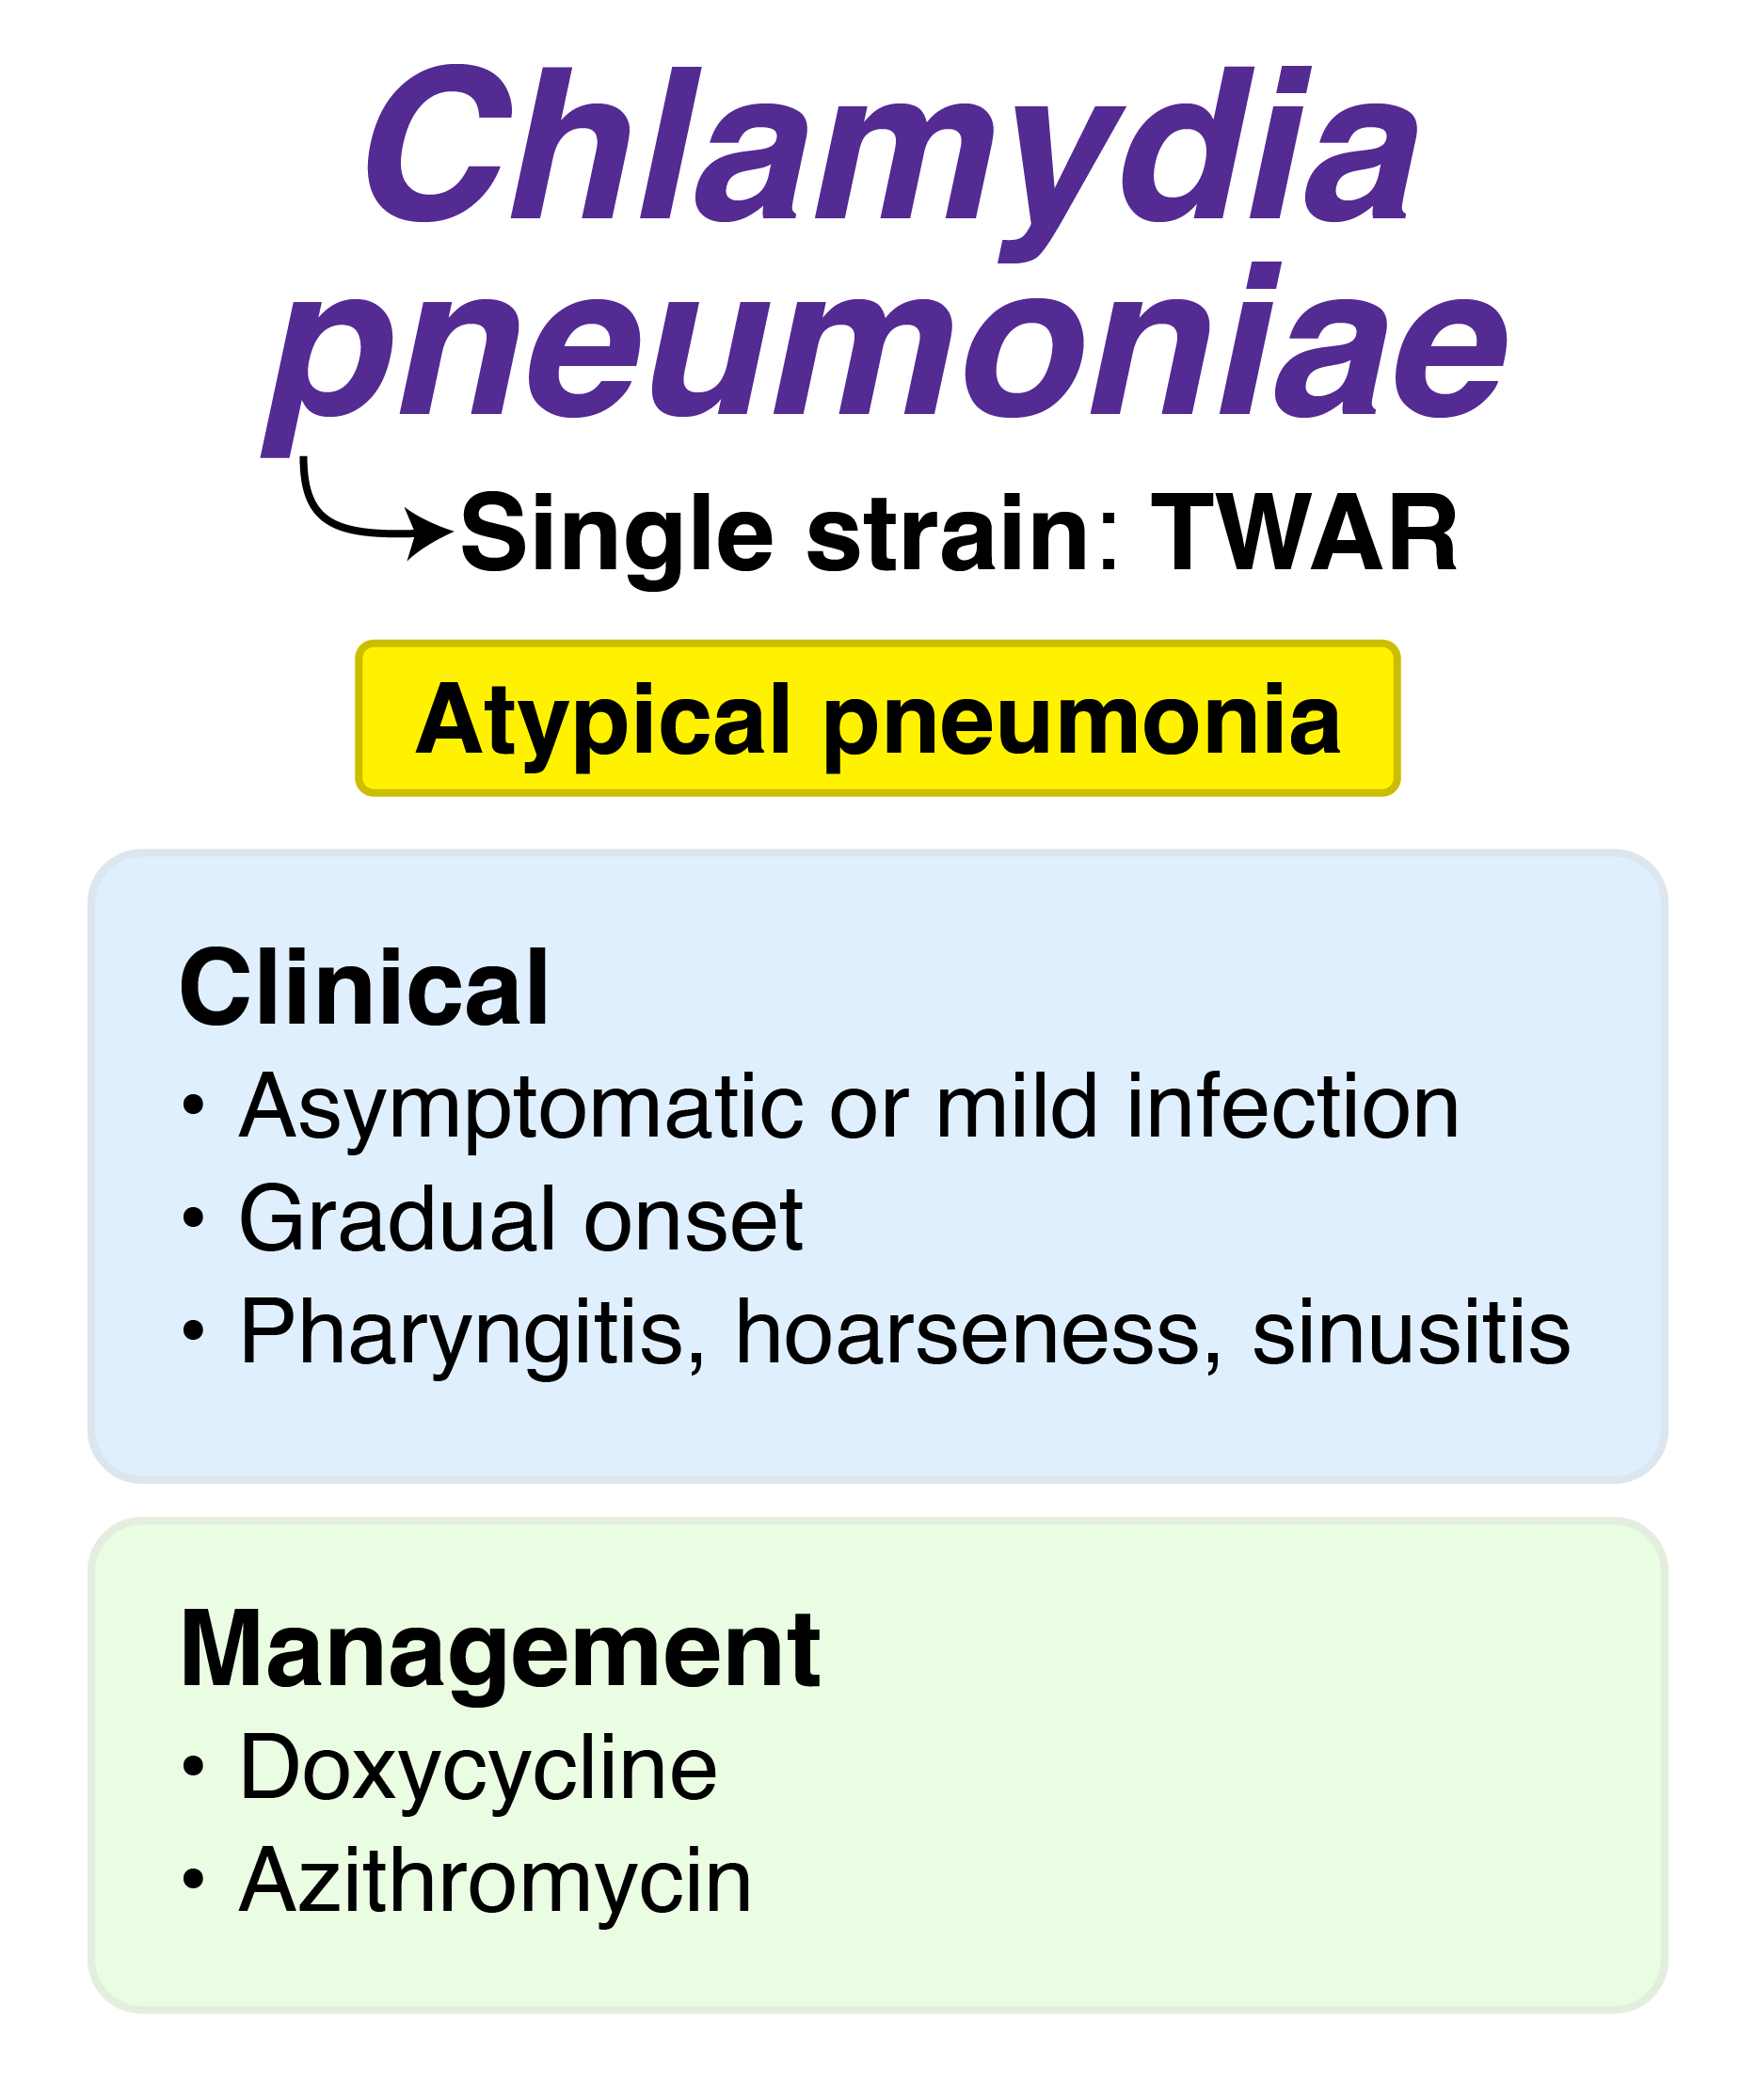 Chlamydia
pneumoniae
Single strain: TWAR
Atypical pneumonia
Clinical
• Asymptomatic or mild infection
• Gradual onset
• Pharyngitis, hoarseness, sinusitis
Management
• Doxycycline
• Azithromycin